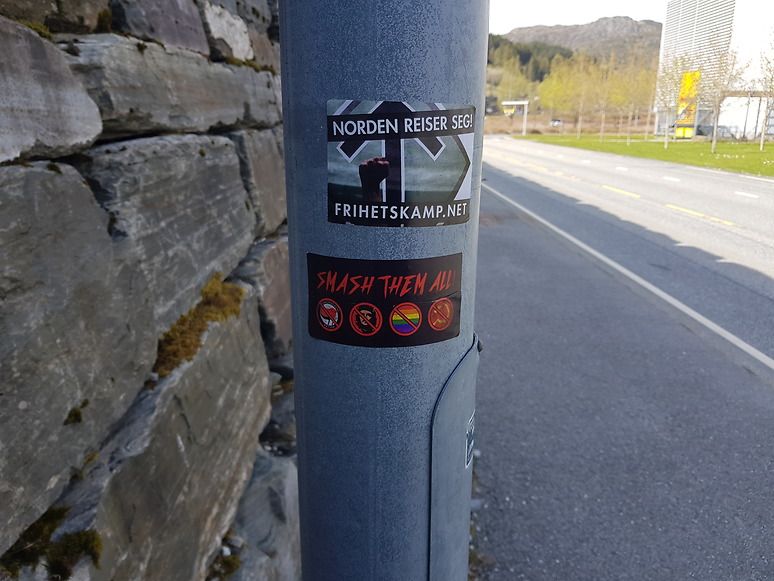 NORDEN REISER SEG!
FRIHETSKAMP.NET
SMASH THEM ALL!